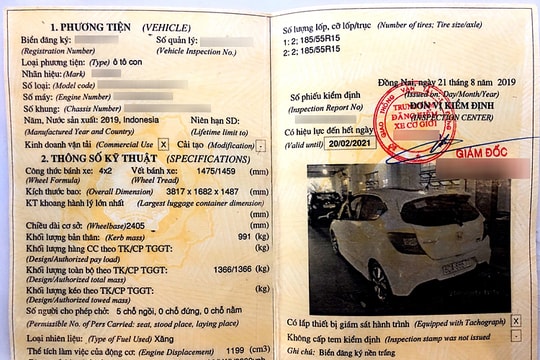 1. PHƯƠNG TIỆN (VEHICLE)
Biển đăng ký: Số quản lý:
(Registration Number) (Vehicle Inspection No.)
Loại phương tiện: (Type) ô tô con
Nhãn hiệu: (Mark)
Số loại: (Model code)
Số máy: (Engine Number)
Số khung: (Chassis Number)
Năm, Nước sản xuất: 2019, Indonesia Niên hạn SD:
(Manufactured Year and Country) (Lifetime limit to)
Kinh doanh vận tải (Commercial Use) X Cải tạo (Modification) -
2. THÔNG SỐ KỸ THUẬT (SPECIFICATIONS)
Công thức bánh xe: 4x2 Vết bánh xe: 1475/1459 (mm)
(Wheel Formula) (Wheel Tread)
Kích thước bao: (Overall Dimension) 3817 x 1682 x 1487 (mm)
KT khoang hành lý lớn nhất (Largest luggage container dimension)
(mm)
Chiều dài cơ sở: (Wheelbase) 2405 (mm)
Khối lượng bản thân: (Kerb mass) 991 (kg)
Khối lượng hàng CC theo TK/CP TGGT: (kg)
(Design/Authorized pay load)
Khối lượng toàn bộ theo TK/CP TGGT: 1366/1366 (kg)
(Design/Authorized total mass)
Khối lượng kéo theo TK/CP TGGT: (kg)
(Design/Authorized towed mass)
Số người cho phép chở: 5 chỗ ngồi, 0 chỗ đứng, 0 chỗ nằm
(Permissible No. of Pers Carried: seat, stood place, laying place)
Loại nhiên liệu: (Type of Fuel Used) Xăng
Thể tích làm việc của động cơ: (Engine Displacement) 1199 (cm3)
Số lượng lốp, cỡ lốp/trục (Number of tires; Tire size/axle)
1: 2; 185/55R15
2: 2; 185/55R15
Đồng Nai, ngày 21 tháng 8 năm 2019
(Issued on: Day/Month/Year)
Số phiếu kiểm định ĐƠN VỊ KIỂM ĐỊNH
(Inspection Report No) (INSPECTION CENTER)
Có hiệu lực đến hết ngày
(Valid until) 20/02/2021
TRUNG TÂM
ĐĂNG KIỂM
XE CƠ GIỚI
GIÁM ĐỐC
Có lắp thiết bị giám sát hành trình (Equipped with Tachograph) X
Không cấp tem kiểm định (Inspection stamp was not issued -
Ghi chú: Biển đăng ký nền trắng